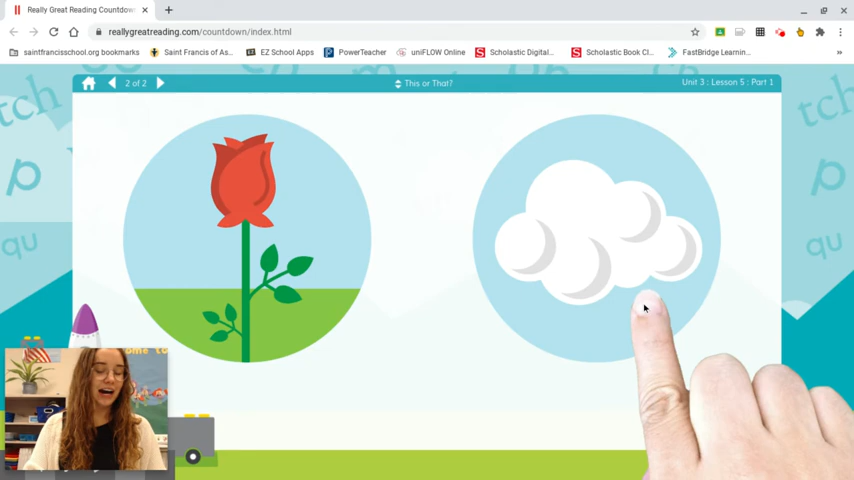 Really Great Reading Countdown
reallygreatreading.com/countdown/index.html
saintfrancisschool.org bookmarks
Saint Francis of As...
EZ School Apps
PowerTeacher
uniFLOW Online
Scholastic Digital...
Scholastic Book Cl...
FastBridge Learnin...
2 of 2
This or That?
Unit 3 : Lesson 5 : Part 1
tch
p
qu
tch
p
qu